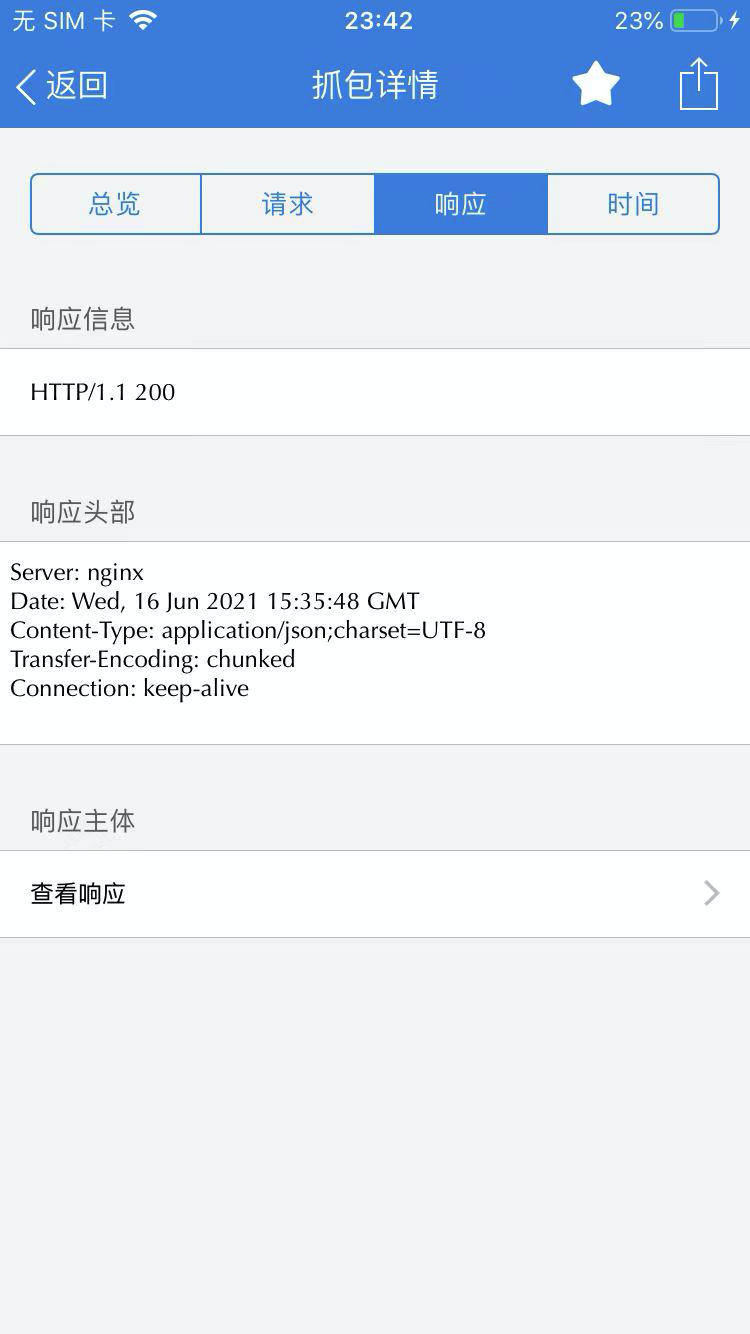 无 SIM 卡 23:42 23%
返回 抓包详情
总览 请求 响应 时间
响应信息
HTTP/1.1 200
响应头部
Server: nginx
Date: Wed, 16 Jun 2021 15:35:48 GMT
Content-Type: application/json;charset=UTF-8
Transfer-Encoding: chunked
Connection: keep-alive
响应主体
查看响应